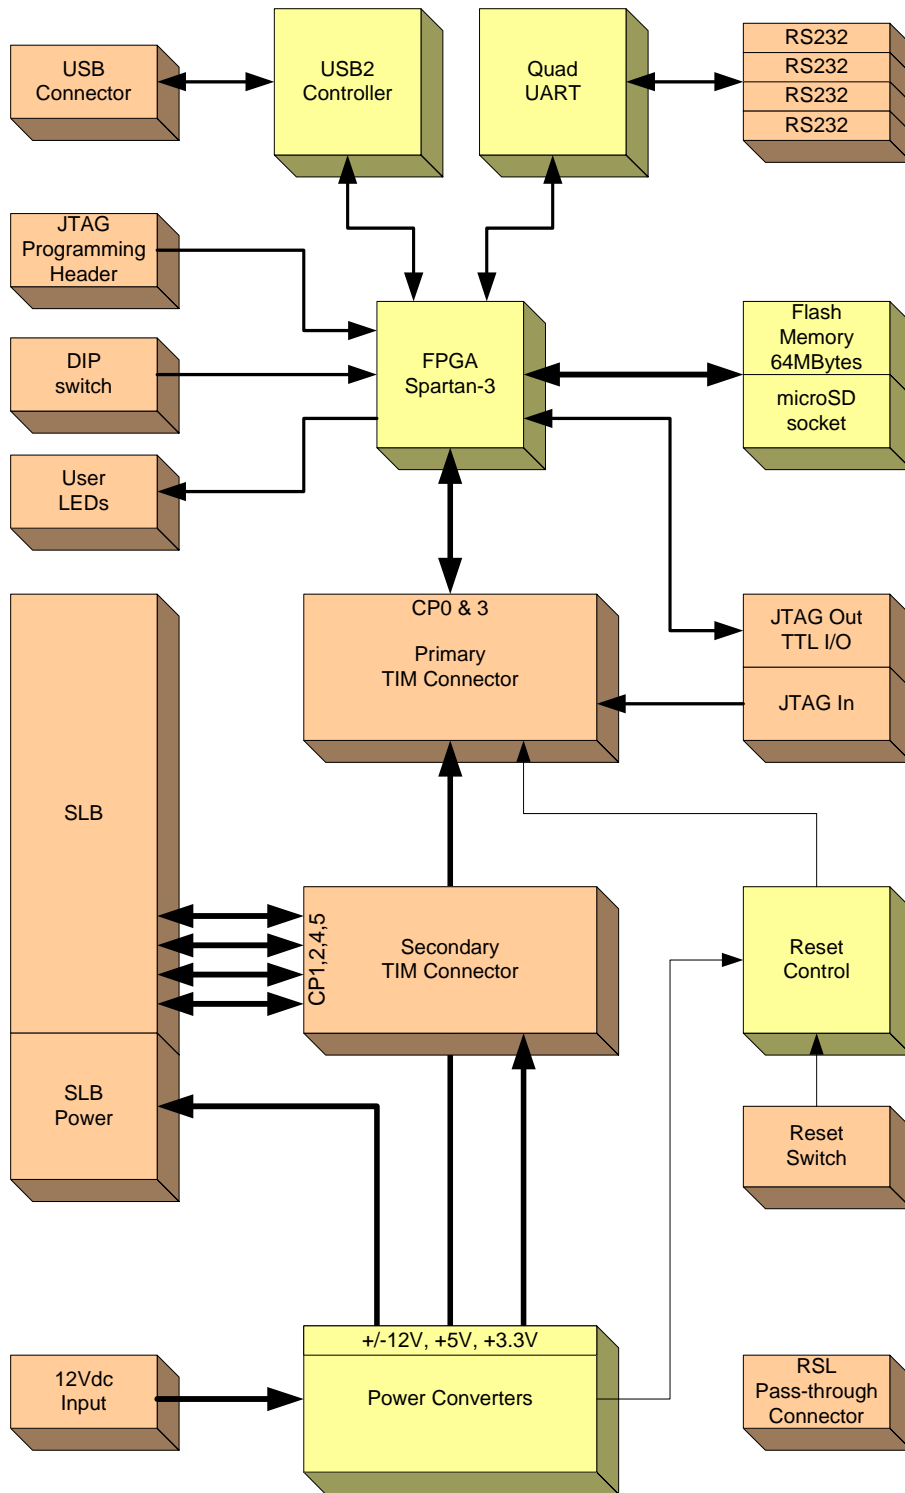 USB
Connector
USB2
Controller
Quad
UART
RS232
RS232
RS232
RS232
JTAG
Programming
Header
DIP
switch
User
LEDs
FPGA
Spartan-3
Flash
Memory
64MBytes
microSD
socket
CP0 & 3
Primary
TIM Connector
JTAG Out
TTL I/O
JTAG In
SLB
CP1,2,4,5
Secondary
TIM Connector
Reset
Control
SLB
Power
Reset
Switch
+/-12V, +5V, +3.3V
Power Converters
12Vdc
Input
RSL
Pass-through
Connector